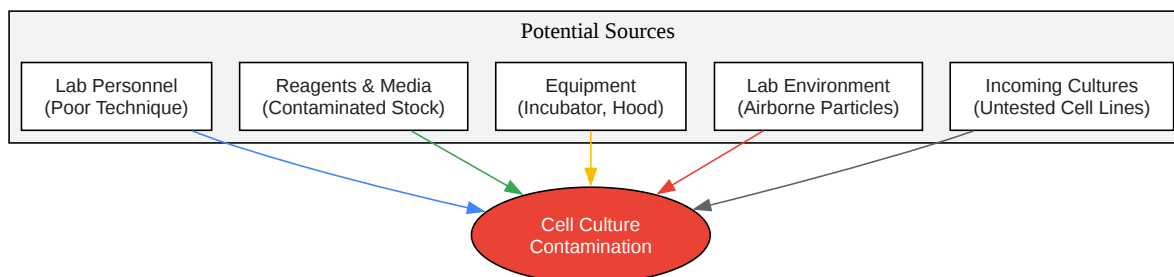 Potential Sources
Lab Personnel
(Poor Technique)
Reagents & Media
(Contaminated Stock)
Equipment
(Incubator, Hood)
Lab Environment
(Airborne Particles)
Incoming Cultures
(Untested Cell Lines)
Cell Culture
Contamination